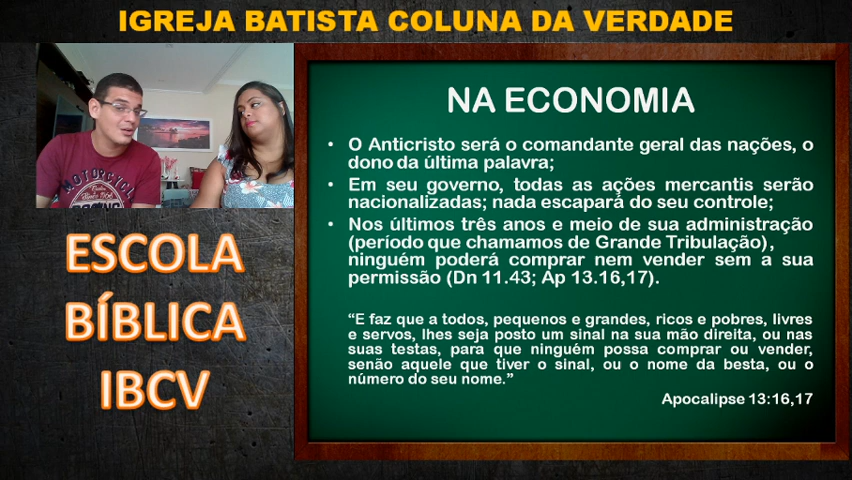 IGREJA BATISTA COLUNA DA VERDADE
NA ECONOMIA
• O Anticristo será o comandante geral das nações, o
dono da última palavra;
• Em seu governo, todas as ações mercantis serão
nacionalizadas; nada escapará do seu controle;
• Nos últimos três anos e meio de sua administração
(período que chamamos de Grande Tribulação),
ninguém poderá comprar nem vender sem a sua
permissão (Dn 11.43; Ap 13.16,17).
“E faz que a todos, pequenos e grandes, ricos e pobres, livres
e servos, lhes seja posto um sinal na sua mão direita, ou nas
suas testas, para que ninguém possa comprar ou vender,
senão aquele que tiver o sinal, ou o nome da besta, ou o
número do seu nome.”
Apocalipse 13:16,17
MOTORCYCLE
ESCOLA
BÍBLICA
IBCV